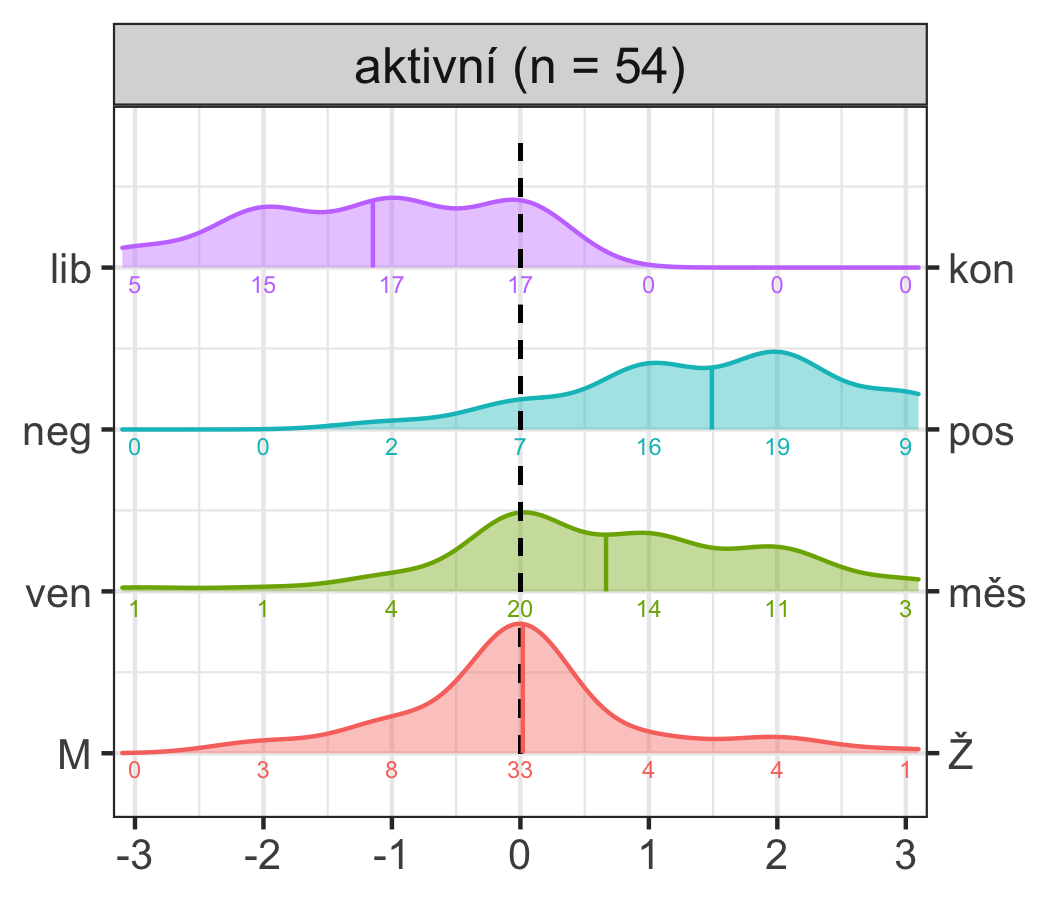 aktivní (n = 54)
lib kon
5 15 17 17 0 0 0
neg pos
0 0 2 7 16 19 9
ven měs
1 1 4 20 14 11 3
M Ž
0 3 8 33 4 4 1
-3 -2 -1 0 1 2 3